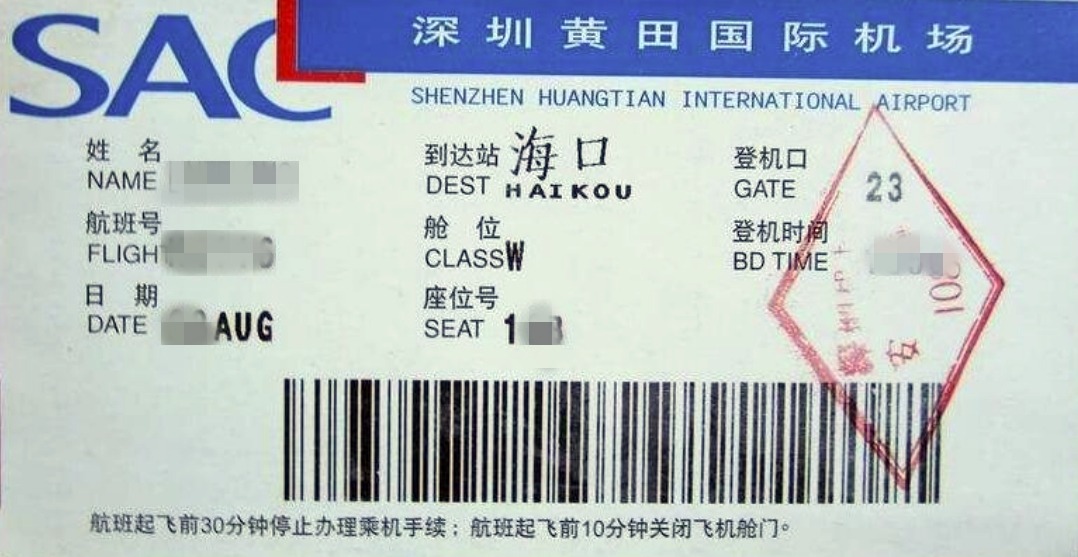 SAC
深圳黄田国际机场
SHENZHEN HUANGTIAN INTERNATIONAL AIRPORT
姓 名 到达站 海口 登机口
NAME DEST HAIKOU GATE 23
航班号 舱 位 登机时间
FLIGHT CLASS W BD TIME
日 期 座位号
DATE AUG SEAT 1
801
安
航班起飞前30分钟停止办理乘机手续；航班起飞前10分钟关闭飞机舱门。